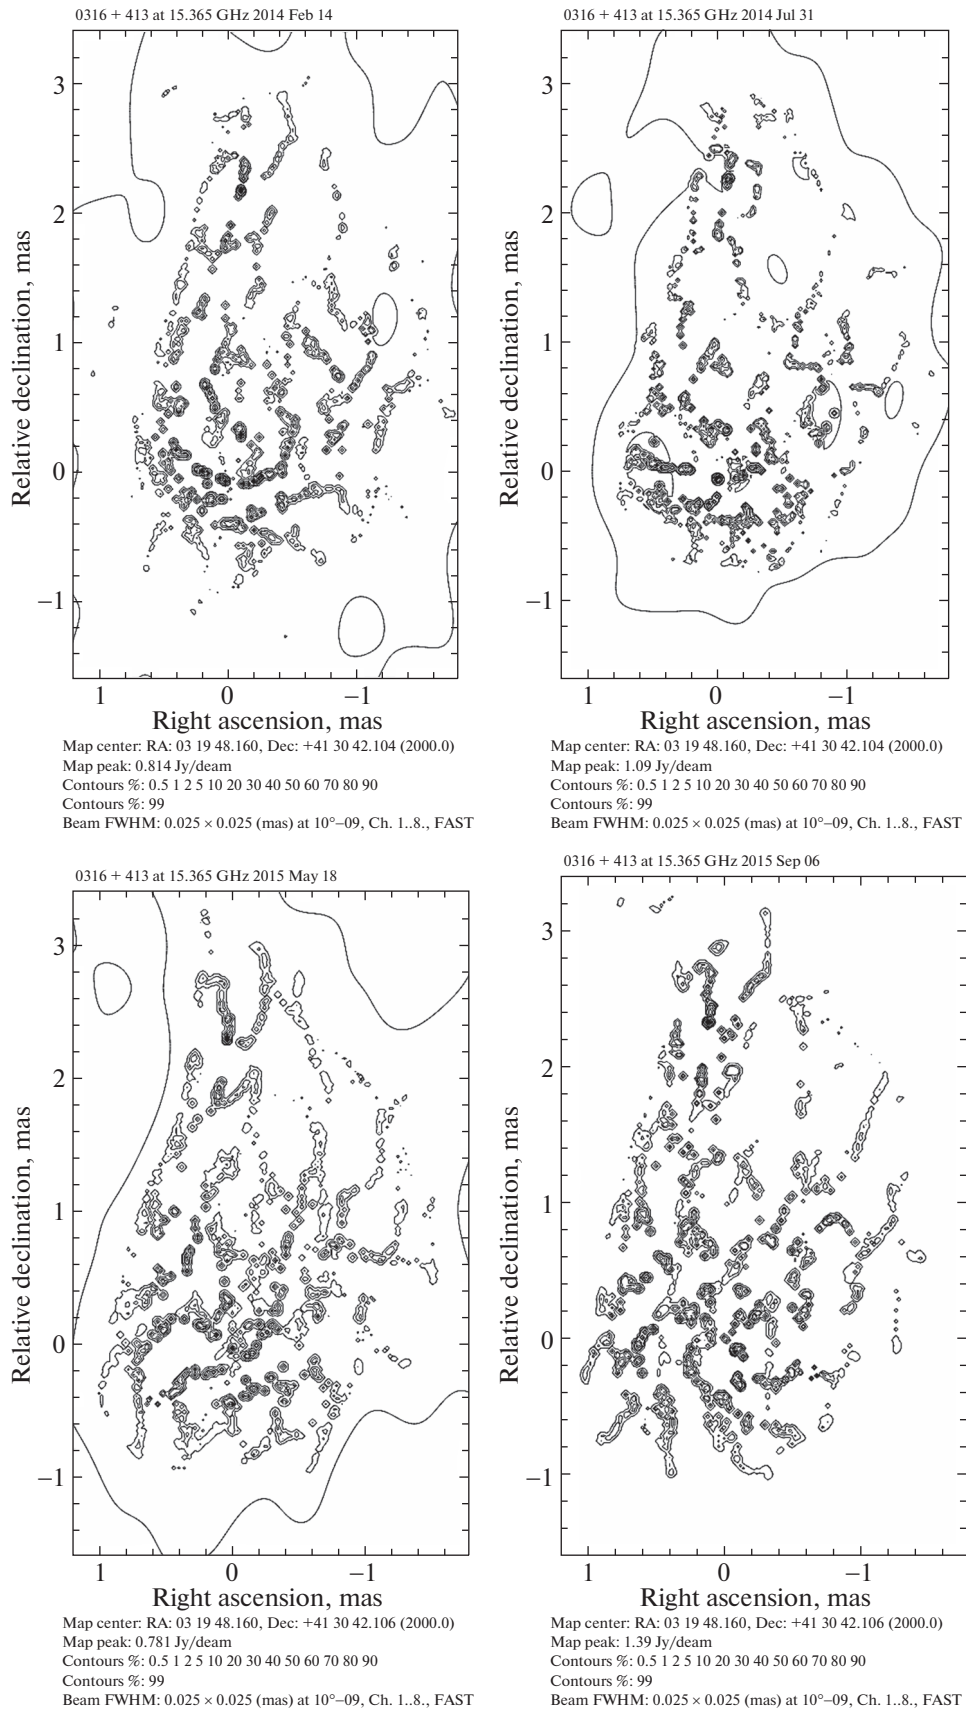 0316 + 413 at 15.365 GHz 2014 Feb 14
3
2
1
0
−1
Relative declination, mas
1 0 −1
Right ascension, mas
Map center: RA: 03 19 48.160, Dec: +41 30 42.104 (2000.0)
Map peak: 0.814 Jy/deam
Contours %: 0.5 1 2 5 10 20 30 40 50 60 70 80 90
Contours %: 99
Beam FWHM: 0.025 × 0.025 (mas) at 10°−09, Ch. 1..8., FAST
0316 + 413 at 15.365 GHz 2014 Jul 31
3
2
1
0
−1
Relative declination, mas
1 0 −1
Right ascension, mas
Map center: RA: 03 19 48.160, Dec: +41 30 42.104 (2000.0)
Map peak: 1.09 Jy/deam
Contours %: 0.5 1 2 5 10 20 30 40 50 60 70 80 90
Contours %: 99
Beam FWHM: 0.025 × 0.025 (mas) at 10°−09, Ch. 1..8., FAST
0316 + 413 at 15.365 GHz 2015 May 18
3
2
1
0
−1
Relative declination, mas
1 0 −1
Right ascension, mas
Map center: RA: 03 19 48.160, Dec: +41 30 42.106 (2000.0)
Map peak: 0.781 Jy/deam
Contours %: 0.5 1 2 5 10 20 30 40 50 60 70 80 90
Contours %: 99
Beam FWHM: 0.025 × 0.025 (mas) at 10°−09, Ch. 1..8., FAST
0316 + 413 at 15.365 GHz 2015 Sep 06
3
2
1
0
−1
Relative declination, mas
1 0 −1
Right ascension, mas
Map center: RA: 03 19 48.160, Dec: +41 30 42.106 (2000.0)
Map peak: 1.39 Jy/deam
Contours %: 0.5 1 2 5 10 20 30 40 50 60 70 80 90
Contours %: 99
Beam FWHM: 0.025 × 0.025 (mas) at 10°−09, Ch. 1..8., FAST